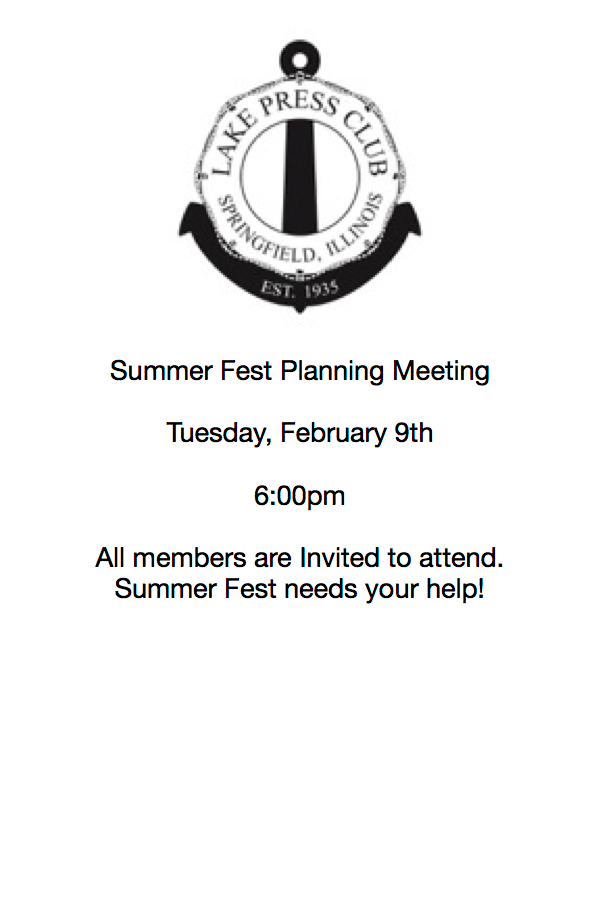 LAKE PRESS CLUB
SPRINGFIELD, ILLINOIS
EST. 1935
Summer Fest Planning Meeting
Tuesday, February 9th
6:00pm
All members are Invited to attend.
Summer Fest needs your help!